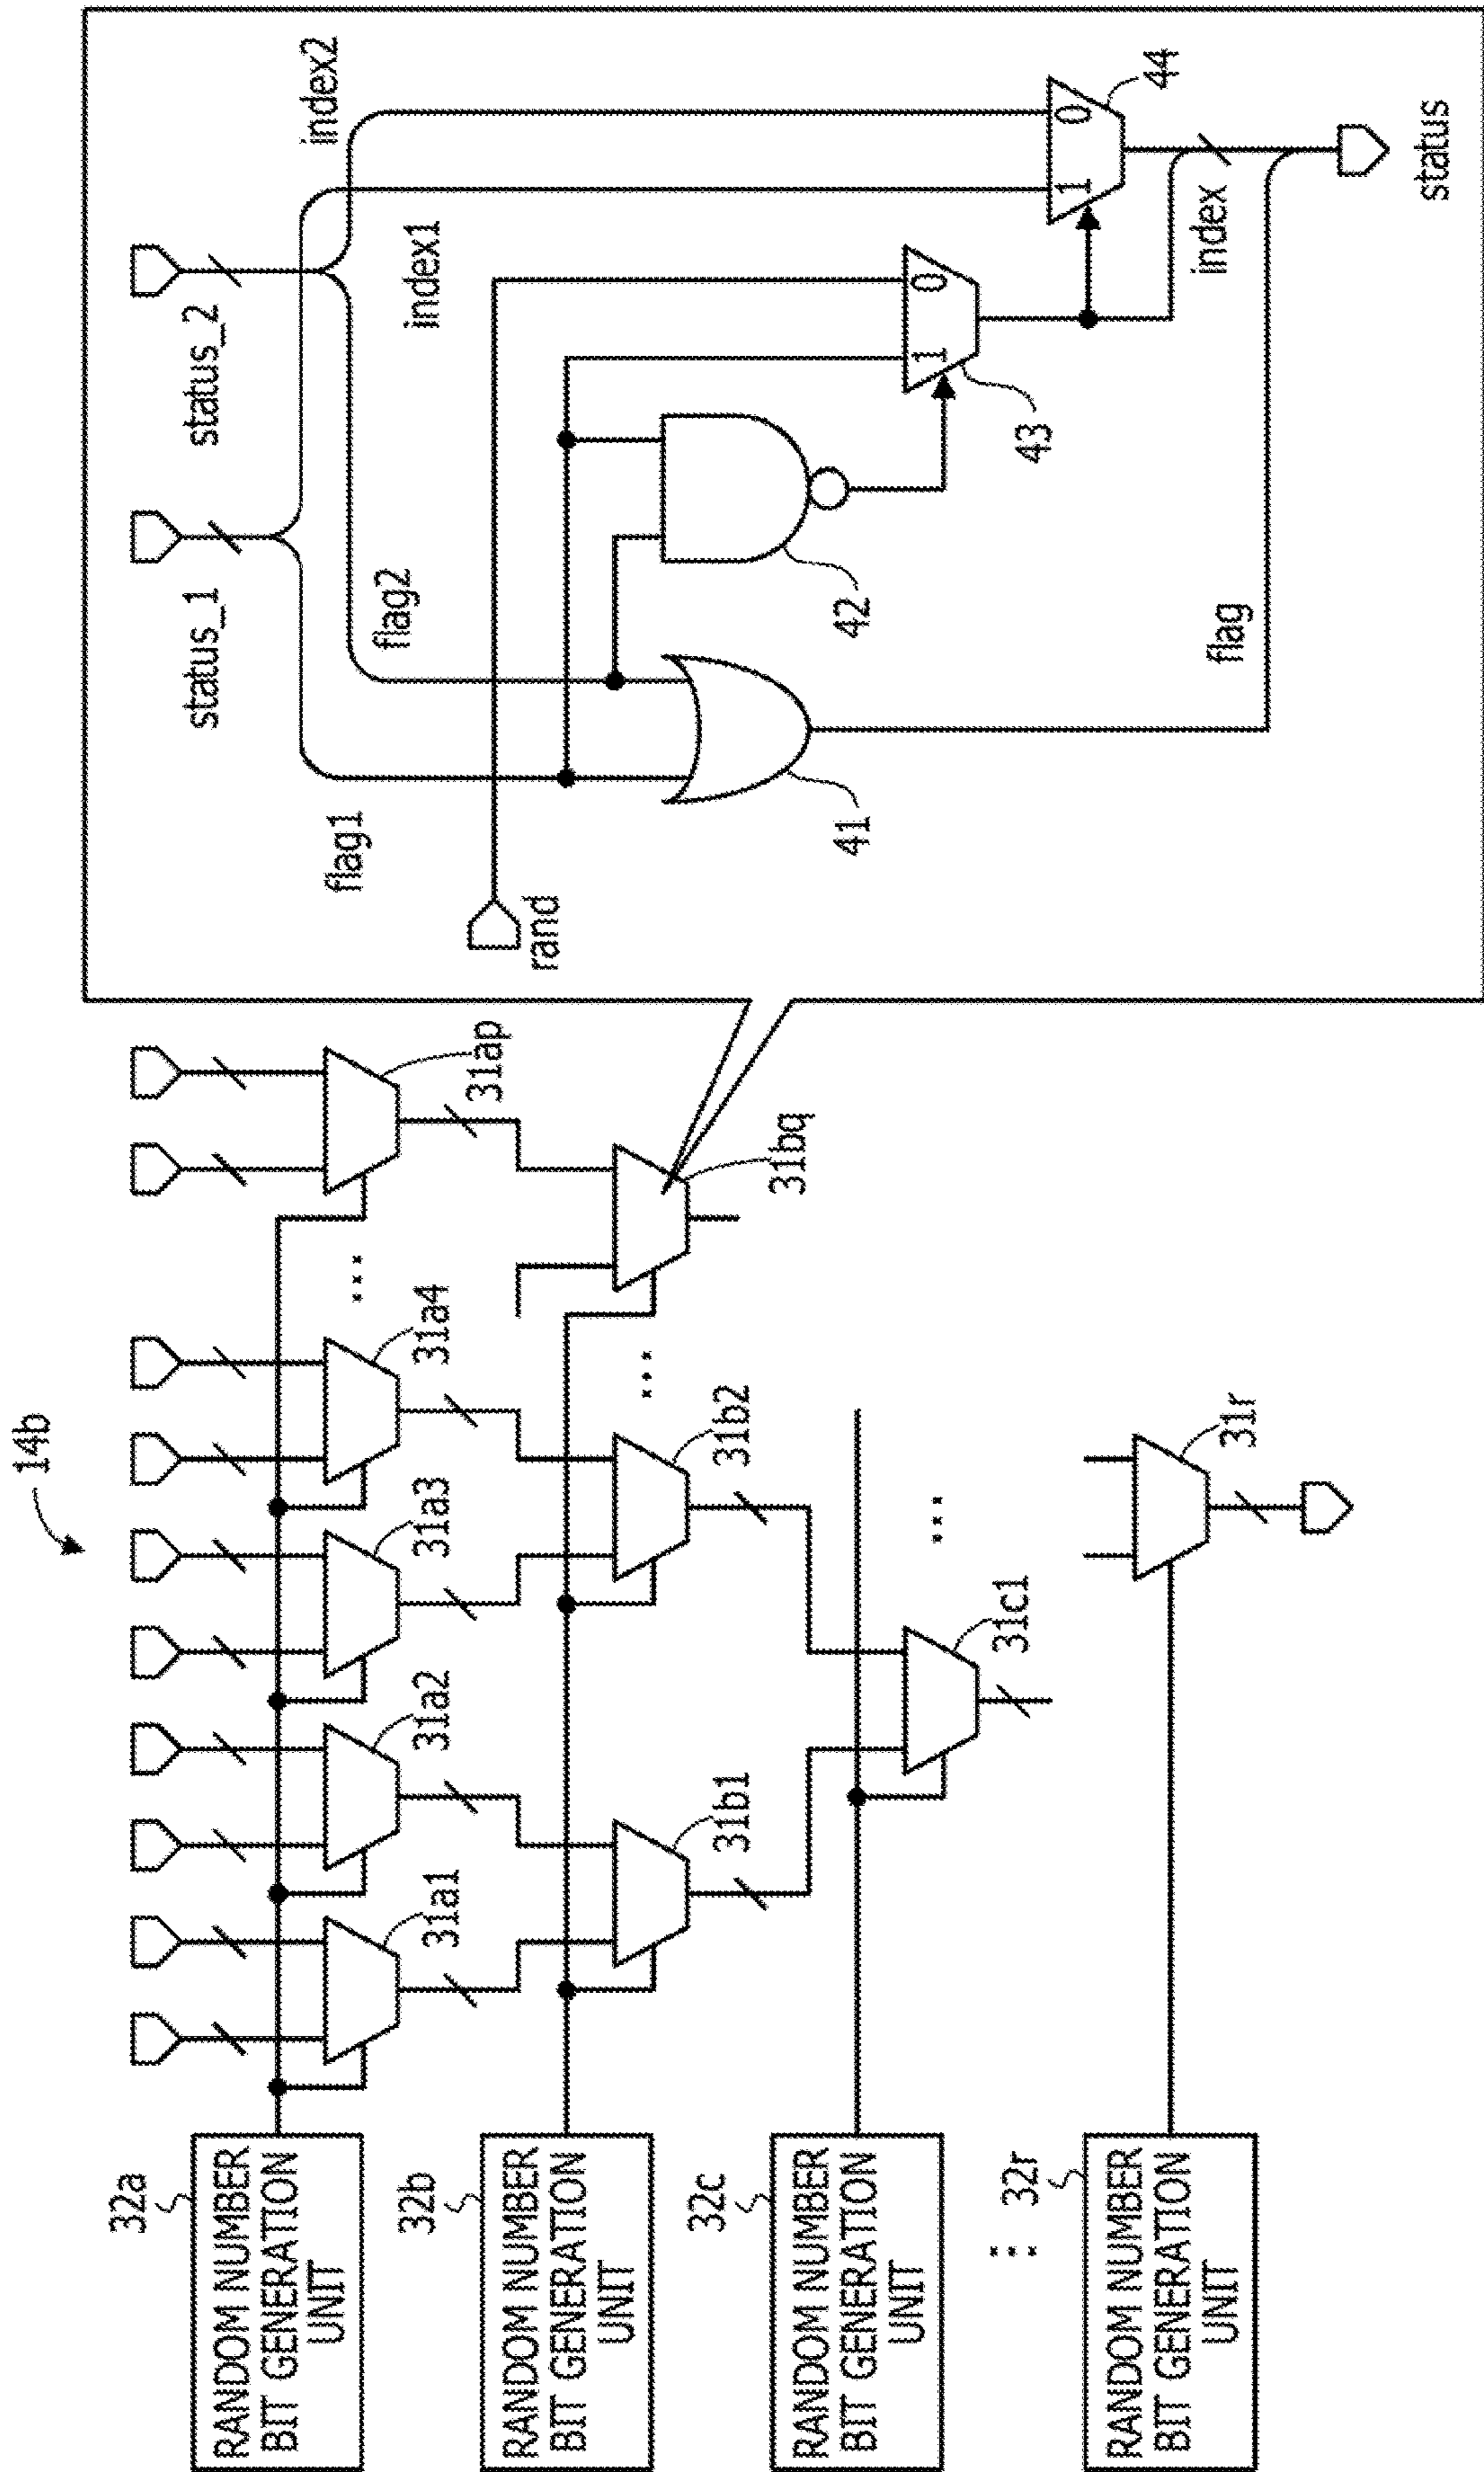 14b
32a
RANDOM NUMBER
BIT GENERATION
UNIT
31a1
31a2
31a3
31a4
...
31ap
32b
RANDOM NUMBER
BIT GENERATION
UNIT
31b1
31b2
...
31bq
32c
RANDOM NUMBER
BIT GENERATION
UNIT
31c1
...
...
32r
RANDOM NUMBER
BIT GENERATION
UNIT
31r
status_1
status_2
index2
flag1
flag2
index1
rand
41
42
1 0
43
1 0
44
flag
index
status